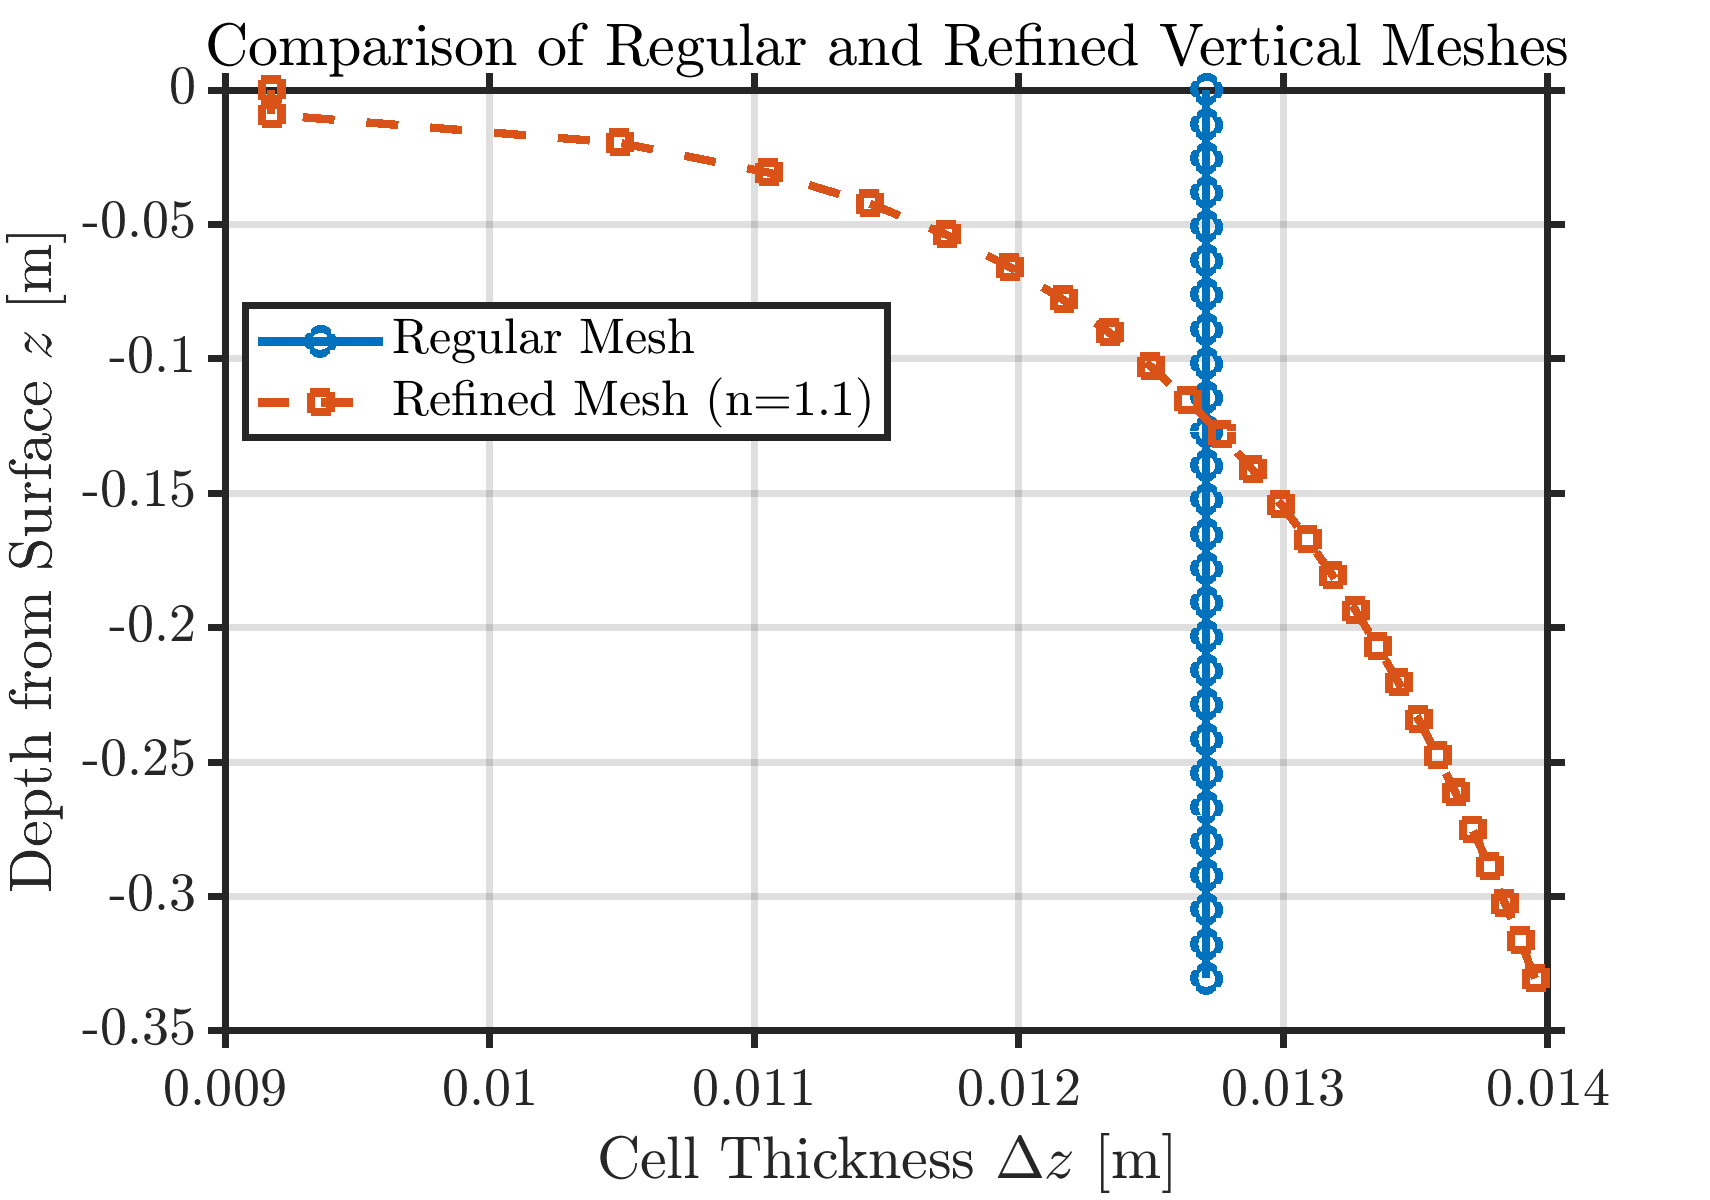 Comparison of Regular and Refined Vertical Meshes
0
-0.05
-0.1
-0.15
-0.2
-0.25
-0.3
-0.35
Depth from Surface z [m]
Regular Mesh
Refined Mesh (n=1.1)
0.009 0.01 0.011 0.012 0.013 0.014
Cell Thickness Δz [m]